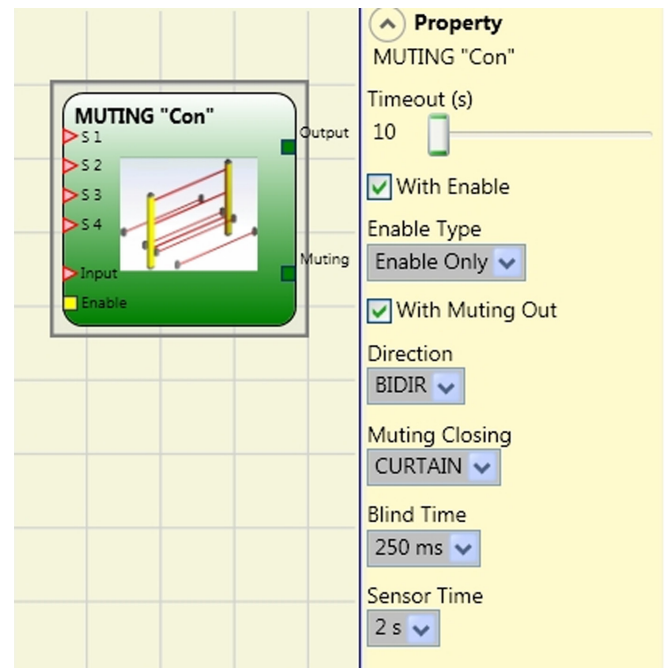 MUTING "Con"
S 1
S 2
S 3
S 4
Input
Enable
Output
Muting
Property
MUTING "Con"
Timeout (s)
10
With Enable
Enable Type
Enable Only
With Muting Out
Direction
BIDIR
Muting Closing
CURTAIN
Blind Time
250 ms
Sensor Time
2 s